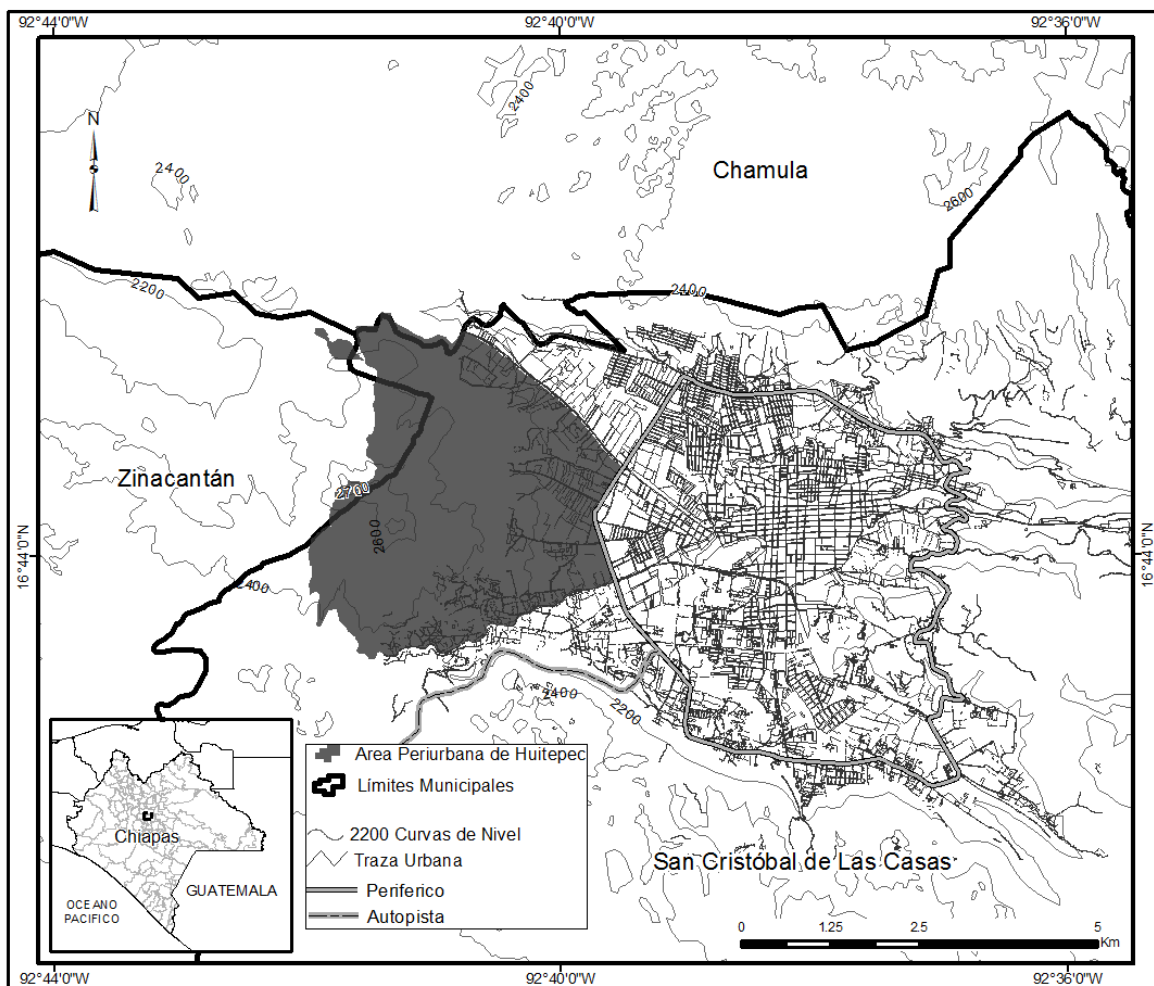 92°44'0"W
92°40'0"W
92°36'0"W
N
2400
2400
Chamula
2600
2200
2400
Zinacantán
2700
2600
16°44'0"N
16°44'0"N
2400
2400
2200
Chiapas
GUATEMALA
OCEANO
PACIFICO
Area Periurbana de Huitepec
Límites Municipales
2200 Curvas de Nivel
Traza Urbana
Periferico
Autopista
San Cristóbal de Las Casas
0 1.25 2.5 5
Km
92°44'0"W
92°40'0"W
92°36'0"W